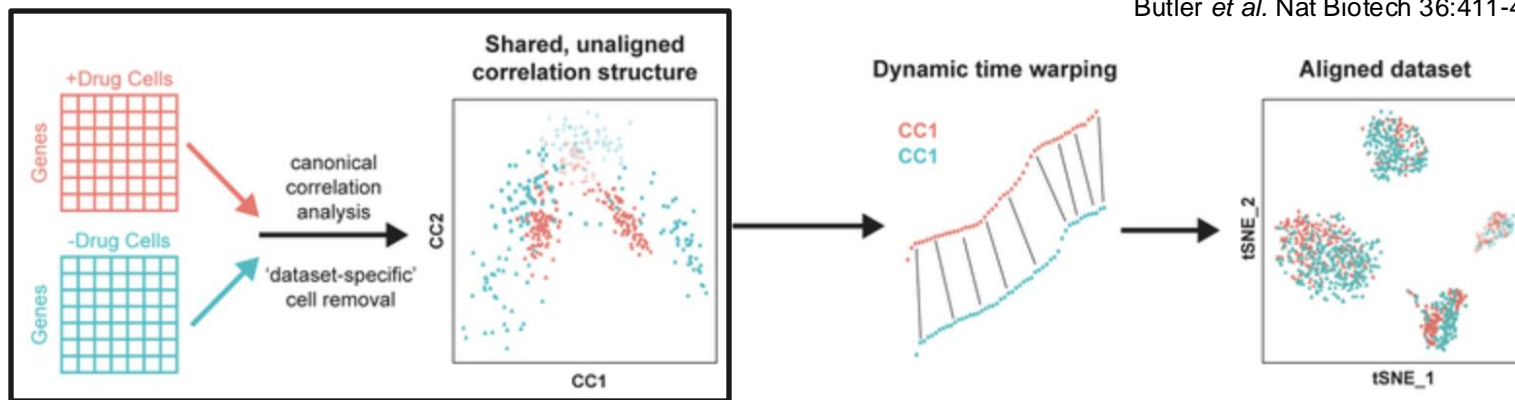 Butler et al. Nat Biotech 36:411-4
+Drug Cells
Genes
-Drug Cells
Genes
canonical
correlation
analysis
'dataset-specific'
cell removal
Shared, unaligned
correlation structure
CC2
CC1
Dynamic time warping
CC1
CC1
Aligned dataset
tSNE_2
tSNE_1